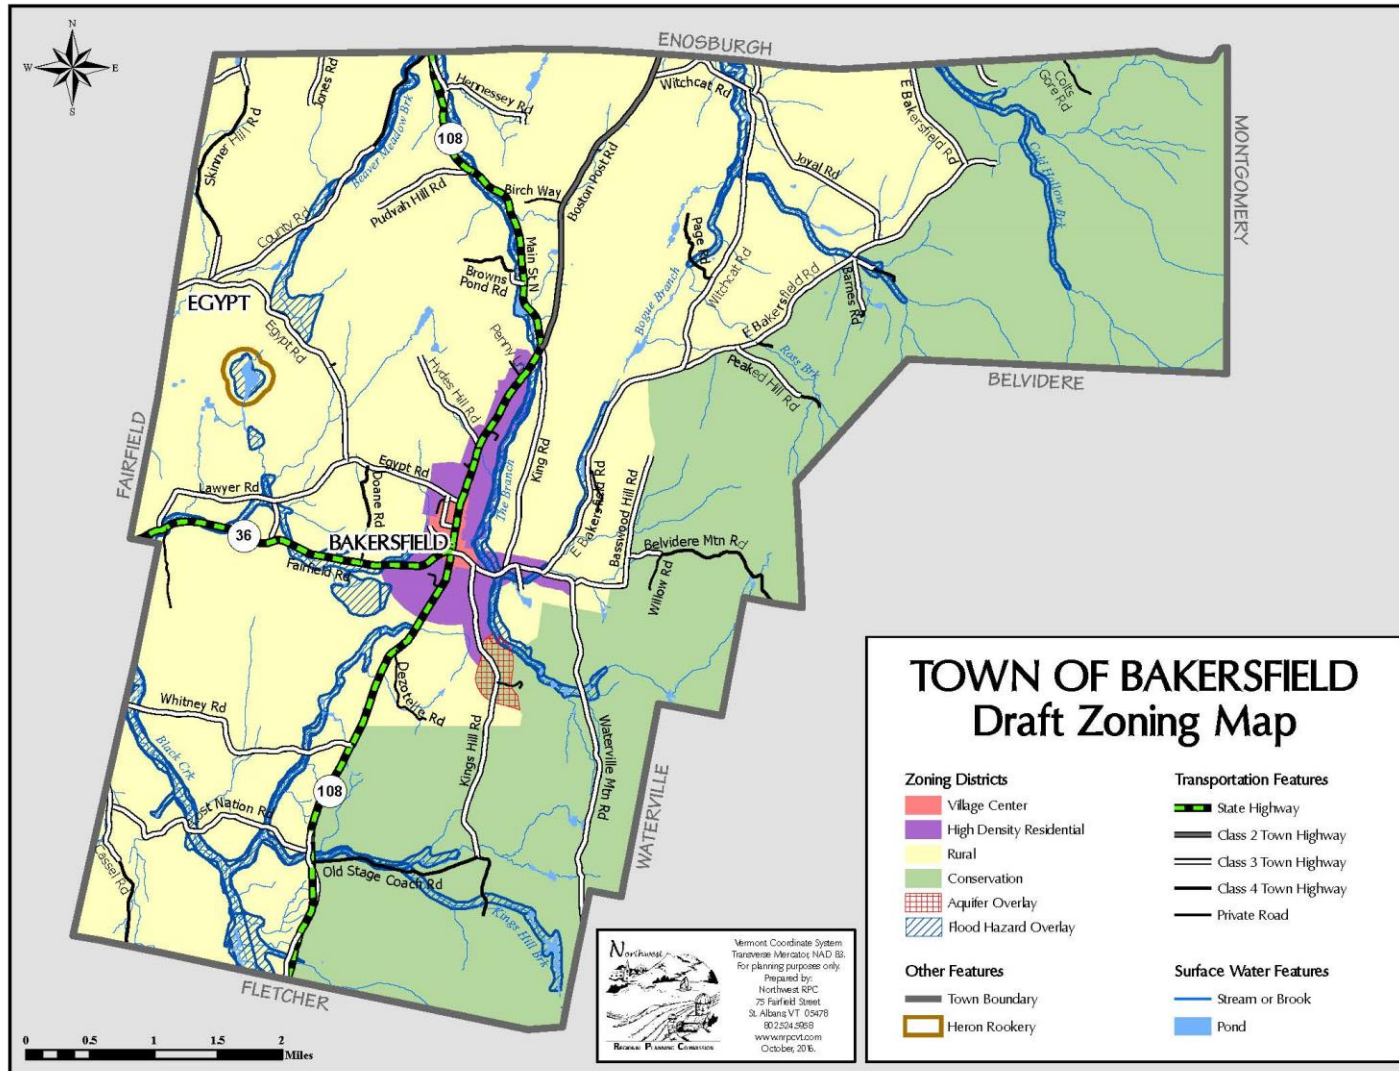 N
W
E
S
ENOSBURGH
MONTGOMERY
BELVIDERE
WATERVILLE
FLETCHER
FAIRFIELD
Jones Rd
Skinner Hill Rd
Beaver Meadow Brk
Hennessey Rd
108
Pudvah Hill Rd
Birch Way
Boston Post Rd
Witchcat Rd
Joyal Rd
E Bakersfield Rd
Colts
Gore Rd
Cold Hollow Brk
County Rd
Main St N
Browns
Pond Rd
Page Rd
Bogue Branch
Witchcat Rd
E Bakersfield Rd
Barnes Rd
EGYPT
Egypt Rd
Penny
Hydes Hill Rd
Ross Brk
Peaked Hill Rd
The Branch
King Rd
Egypt Rd
Doane Rd
Lawyer Rd
36
BAKERSFIELD
Fairfield Rd
E Bakersfield Rd
Basswood Hill Rd
Belvidere Mtn Rd
Willow Rd
Dezotelle Rd
Kings Hill Rd
Waterville Mtn Rd
Whitney Rd
Black Crk
108
ost Nation Rd
Cassel Rd
Old Stage Coach Rd
Kings Hill Brk
TOWN OF BAKERSFIELD
Draft Zoning Map
Zoning Districts
Village Center
High Density Residential
Rural
Conservation
Aquifer Overlay
Flood Hazard Overlay
Other Features
Town Boundary
Heron Rookery
Transportation Features
State Highway
Class 2 Town Highway
Class 3 Town Highway
Class 4 Town Highway
Private Road
Surface Water Features
Stream or Brook
Pond
Northwest
REGIONAL PLANNING COMMISSION
Vermont Coordinate System
Transverse Mercator, NAD 83.
For planning purposes only.
Prepared by:
Northwest RPC
75 Fairfield Street
St. Albans VT 05478
802.524.5958
www.nrpcvt.com
October, 2016.
0 0.5 1 1.5 2
Miles